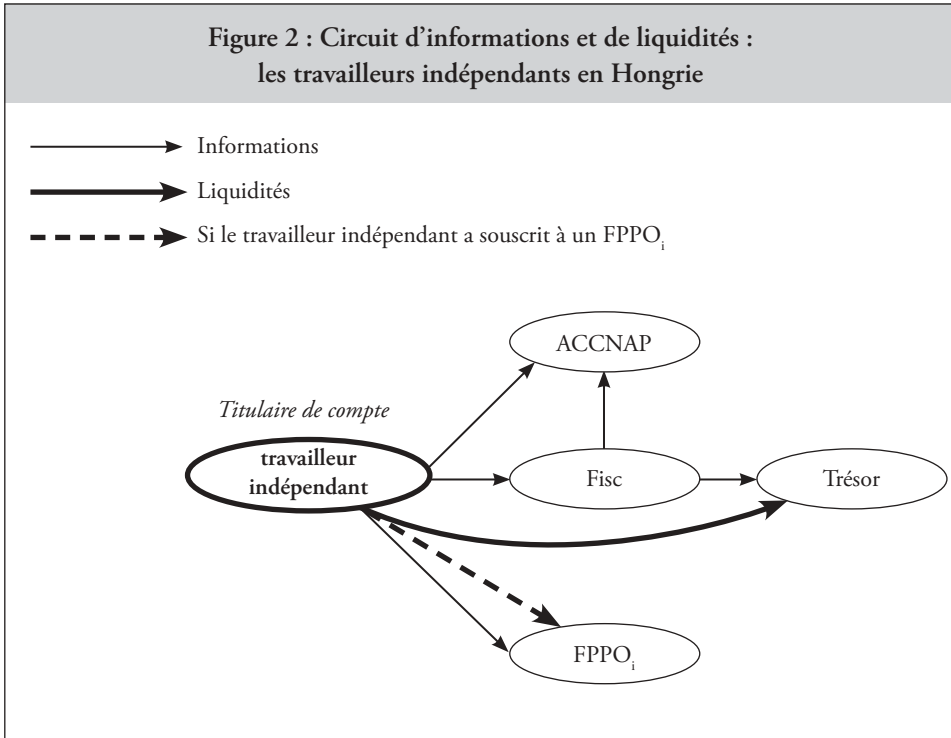 Figure 2 : Circuit d’informations et de liquidités :
les travailleurs indépendants en Hongrie
Informations
Liquidités
Si le travailleur indépendant a souscrit à un FPPOi
ACCNAP
Titulaire de compte
travailleur
indépendant
Fisc
Trésor
FPPOi